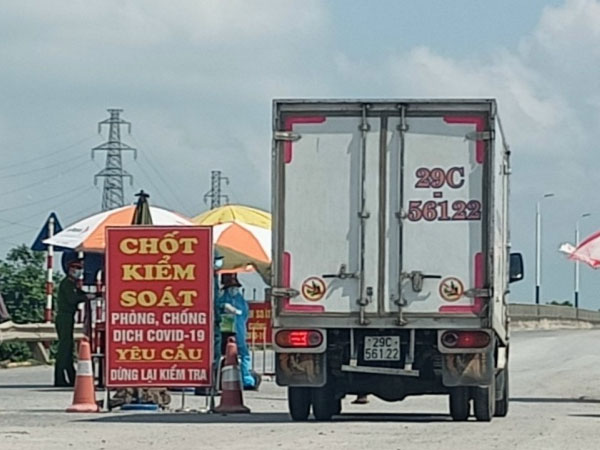 CHỐT
KIỂM
SOÁT
PHÒNG, CHỐNG
DỊCH COVID-19
YÊU CẦU
DỪNG LẠI KIỂM TRA
29C
-
56122
29C
561.22